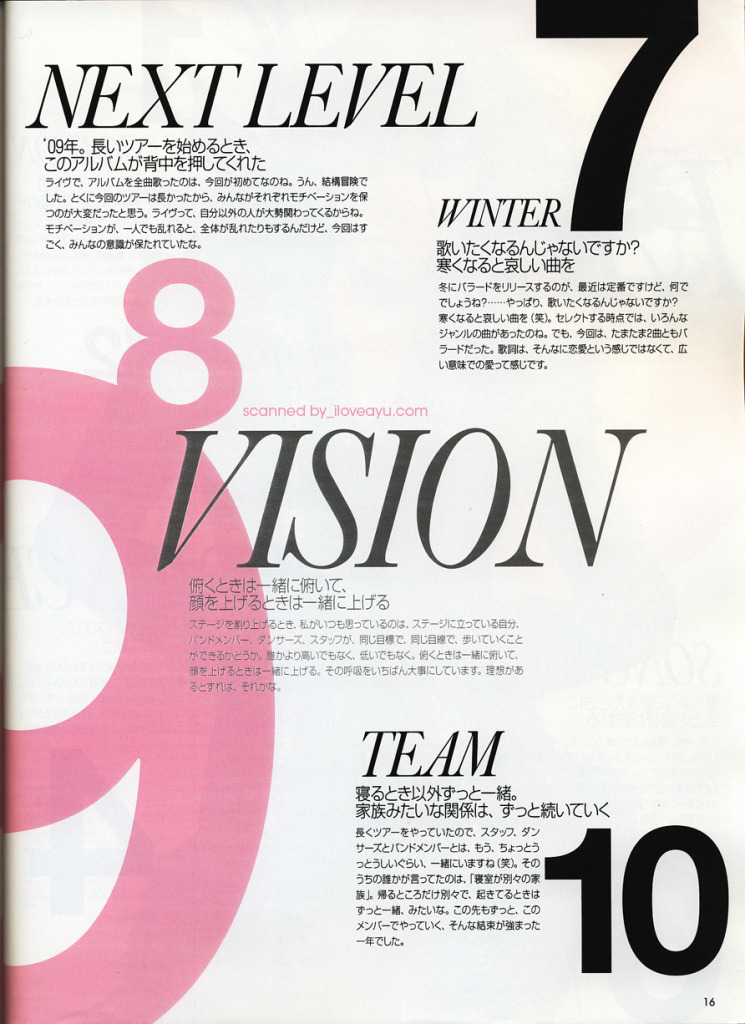 7
WINTER
歌いたくなるんじゃないですか?
寒くなると哀しい曲を
冬にバラードをリリースするのが、最近は定番ですけど、何で
でしょうね?……やっぱり、歌いたくなるんじゃないですか?
寒くなると哀しい曲を(笑)。セレクトする時点では、いろんな
ジャンルの曲があったのね。でも、今回は、たまたま2曲ともバ
ラードだった。歌詞は、そんなに恋愛という感じではなくて、広
い意味での愛って感じです。
NEXT LEVEL
'09年。長いツアーを始めるとき、
このアルバムが背中を押してくれた
ライヴで、アルバムを全曲歌ったのは、今回が初めてなのね。うん、結構冒険で
した。とくに今回のツアーは長かったから、みんながそれぞれモチベーションを保
つのが大変だったと思う。ライヴって、自分以外の人が大勢関わってくるからね。
モチベーションが、一人でも乱れると、全体が乱れたりもするんだけど、今回はす
ごく、みんなの意識が保たれていたな。
8
scanned by_iloveayu.com
9
VISION
俯くときは一緒に俯いて、
顔を上げるときは一緒に上げる
ステージを創り上げるとき、私がいつも思っているのは、ステージに立っている自分、
バンドメンバー、ダンサーズ、スタッフが、同じ目標で、同じ目線で、歩いていくこと
ができるかどうか。誰かより高いでもなく、低いでもなく。俯くときは一緒に俯いて、
顔を上げるときは一緒に上げる。その呼吸をいちばん大事にしています。理想があ
るとすれば、それかな。
TEAM
寝るとき以外ずっと一緒。
家族みたいな関係は、ずっと続いていく
長くツアーをやっていたので、スタッフ、ダン
サーズとバンドメンバーとは、もう、ちょっとう
っとうしいぐらい、一緒にいますね(笑)。その
うちの誰かが言ってたのは、「寝室が別々の家
族」。帰るところだけ別々で、起きてるときは
ずっと一緒、みたいな。この先もずっと、この
メンバーでやっていく、そんな結束が強まった
一年でした。
10
16